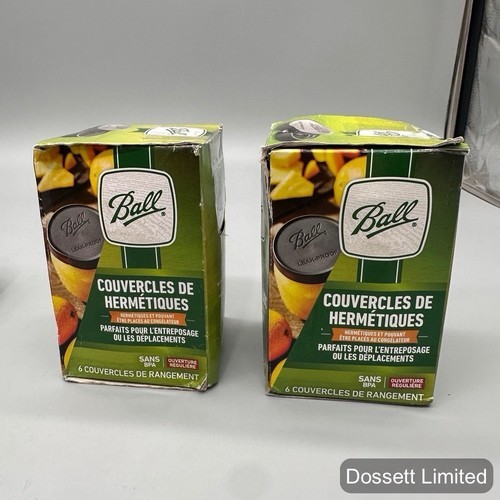 Ball
Ball
LEAKPROOF
COUVERCLES DE
HERMÉTIQUES
HERMÉTIQUES ET POUVANT
ÊTRE PLACÉS AU CONGÉLATEUR
PARFAITS POUR L'ENTREPOSAGE
OU LES DÉPLACEMENTS
SANS
BPA
OUVERTURE
RÉGULIÈRE
6 COUVERCLES DE RANGEMENT
Ball
Ball
LEAKPROOF
COUVERCLES DE
HERMÉTIQUES
HERMÉTIQUES ET POUVANT
ÊTRE PLACÉS AU CONGÉLATEUR
PARFAITS POUR L'ENTREPOSAGE
OU LES DÉPLACEMENTS
SANS
BPA
OUVERTURE
RÉGULIÈRE
6 COUVERCLES DE RANGEMENT
Dossett Limited